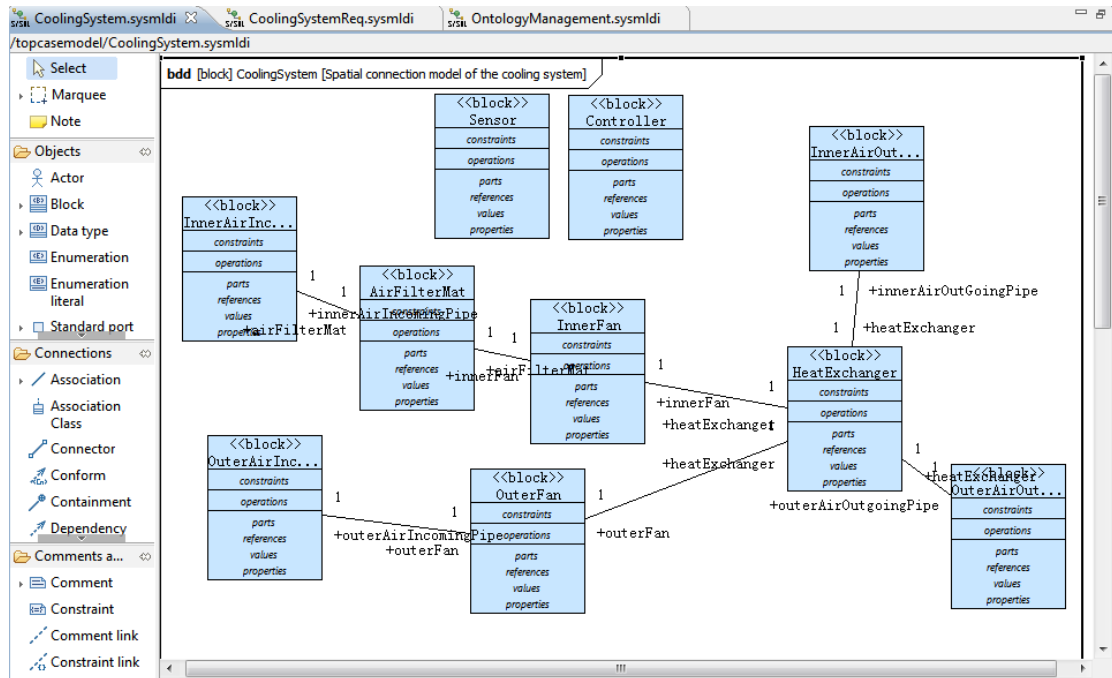 CoolingSystem.sysmldi
CoolingSystemReq.sysmldi
OntologyManagement.sysmldi
/topcasemodel/CoolingSystem.sysmldi
Select
Marquee
Note
Objects
Actor
Block
Data type
Enumeration
Enumeration
literal
Standard port
Connections
Association
Association
Class
Connector
Conform
Containment
Dependency
Comments a...
Comment
Constraint
Comment link
Constraint link
bdd [block] CoolingSystem [Spatial connection model of the cooling system]
<<block>>
Sensor
constraints
operations
parts
references
values
properties
<<block>>
Controller
constraints
operations
parts
references
values
properties
<<block>>
InnerAirOut...
constraints
operations
parts
references
values
properties
<<block>>
InnerAirInc...
constraints
operations
parts
references
values
properties
1
1
+innerAirIncomingPipe
+airFilterMat
<<block>>
AirFilterMat
constraints
operations
parts
references
values
properties
1
1
+innerFan
+airFilterMat
<<block>>
InnerFan
constraints
operations
parts
references
values
properties
1
1
+innerFan
+heatExchanger
1
+innerAirOutGoingPipe
1
+heatExchanger
<<block>>
HeatExchanger
constraints
operations
parts
references
values
properties
1
+heatExchanger
1
+outerFan
<<block>>
OuterAirInc...
constraints
operations
parts
references
values
properties
1
1
+outerAirIncomingPipe
+outerFan
<<block>>
OuterFan
constraints
operations
parts
references
values
properties
1
1
+heatExchanger
+outerAirOutgoingPipe
<<block>>
OuterAirOut...
constraints
operations
parts
references
values
properties